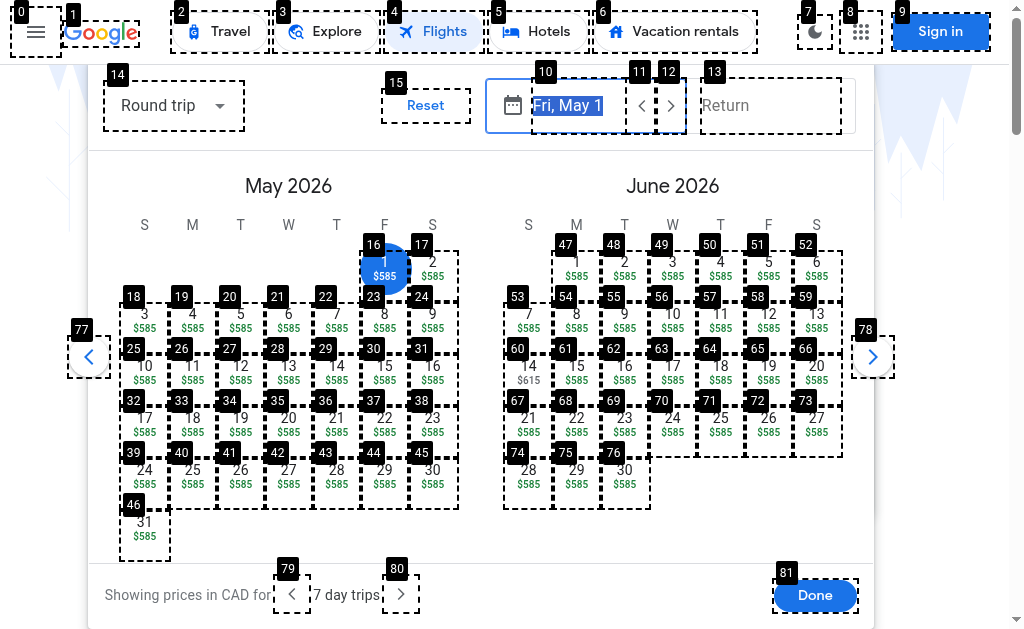 0 1 2 3 4 5 6 7 8 9
Google Travel Explore Flights Hotels Vacation rentals Sign in
14 15 10 11 12 13
Round trip Reset Fri, May 1 Return
May 2026 June 2026
S M T W T F S S M T W T F S
16 17 47 48 49 50 51 52
1 2 1 2 3 4 5 6
$585 $585 $585 $585 $585 $585 $585 $585
18 19 20 21 22 23 24 53 54 55 56 57 58 59
3 4 5 6 7 8 9 7 8 9 10 11 12 13
$585 $585 $585 $585 $585 $585 $585 $585 $585 $585 $585 $585 $585 $585
77 78
25 26 27 28 29 30 31 60 61 62 63 64 65 66
10 11 12 13 14 15 16 14 15 16 17 18 19 20
$585 $585 $585 $585 $585 $585 $585 $615 $585 $585 $585 $585 $585 $585
32 33 34 35 36 37 38 67 68 69 70 71 72 73
17 18 19 20 21 22 23 21 22 23 24 25 26 27
$585 $585 $585 $585 $585 $585 $585 $585 $585 $585 $585 $585 $585 $585
39 40 41 42 43 44 45 74 75 76
24 25 26 27 28 29 30 28 29 30
$585 $585 $585 $585 $585 $585 $585 $585 $585 $585
46
31
$585
79 80 81
Showing prices in CAD for 7 day trips Done